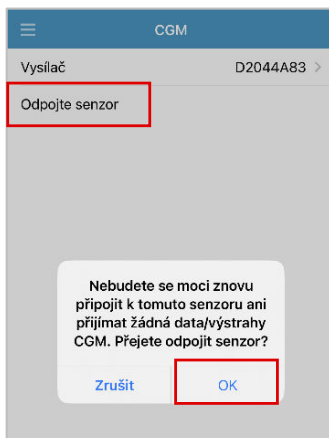 CGM
Vysílač D2044A83 >
Odpojte senzor
Nebudete se moci znovu
připojit k tomuto senzoru ani
přijímat žádná data/výstrahy
CGM. Přejete odpojit senzor?
Zrušit OK